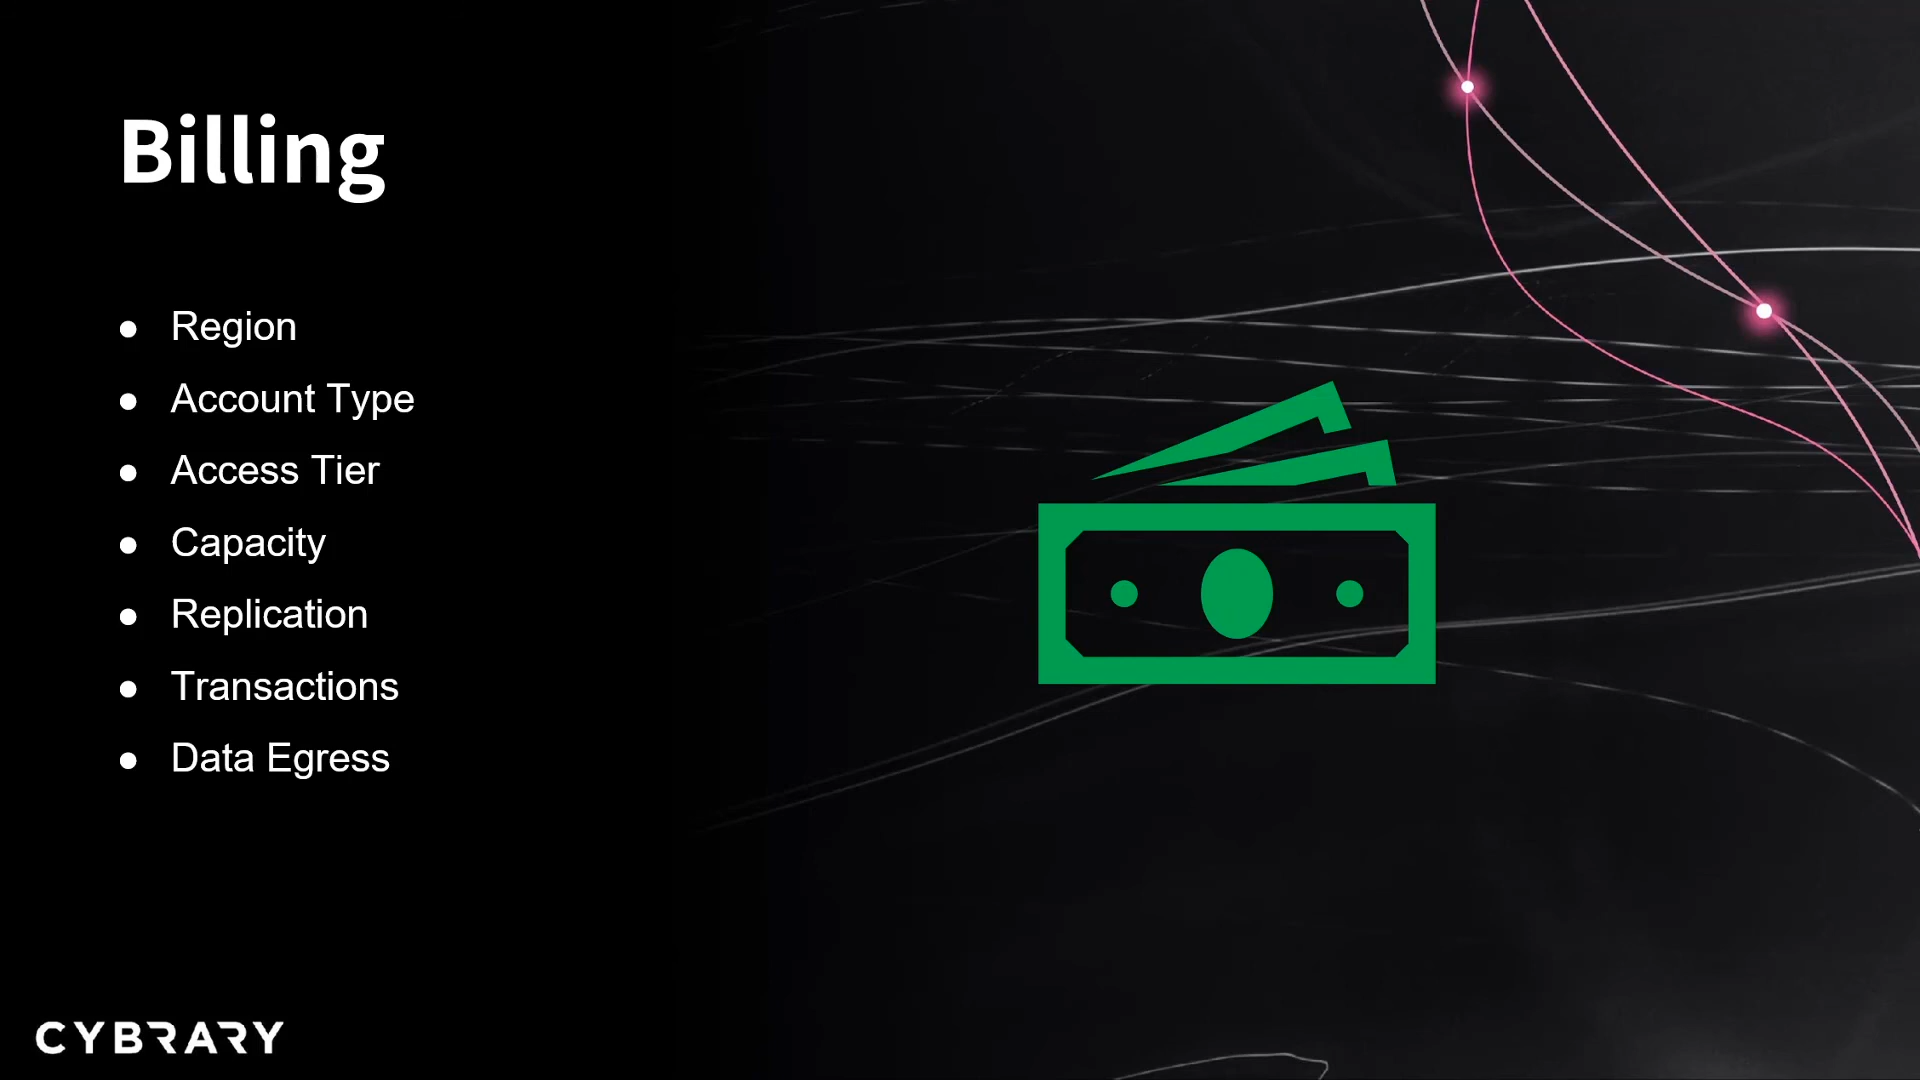 Billing
● Region
● Account Type
● Access Tier
● Capacity
● Replication
● Transactions
● Data Egress
CYBRARY